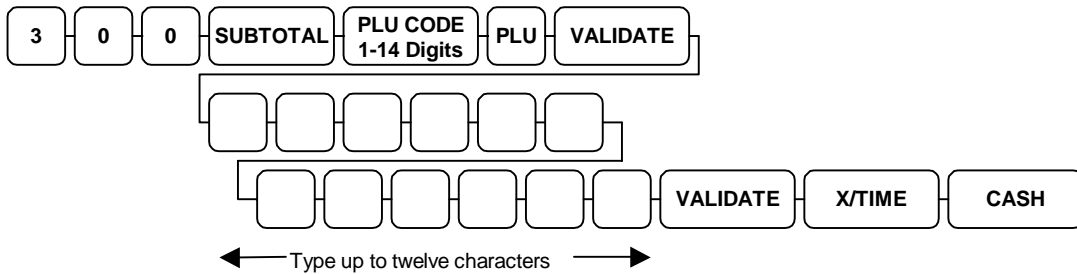 3 0 0 SUBTOTAL PLU CODE
1-14 Digits PLU VALIDATE
VALIDATE X/TIME CASH
Type up to twelve characters